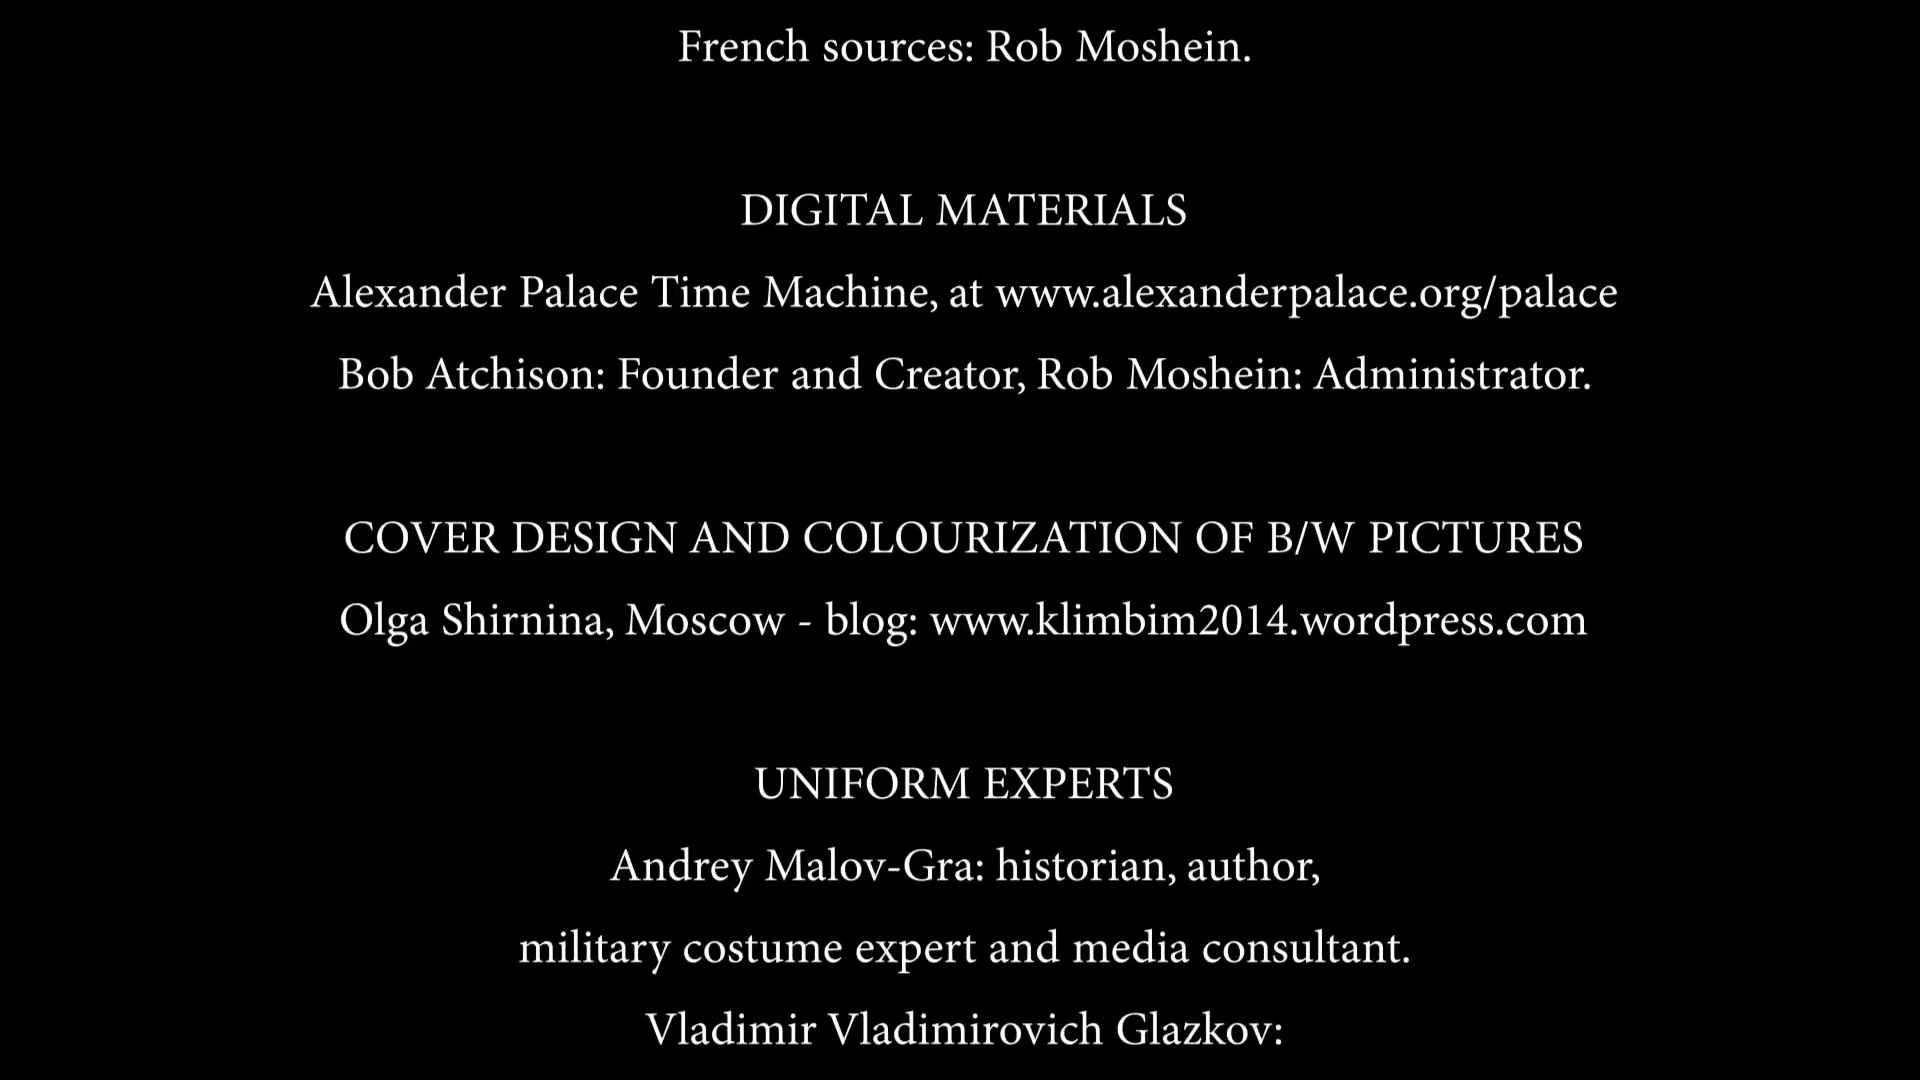 French sources: Rob Moshein.
DIGITAL MATERIALS
Alexander Palace Time Machine, at www.alexanderpalace.org/palace
Bob Atchison: Founder and Creator, Rob Moshein: Administrator.
COVER DESIGN AND COLOURIZATION OF B/W PICTURES
Olga Shirnina, Moscow - blog: www.klimbim2014.wordpress.com
UNIFORM EXPERTS
Andrey Malov-Gra: historian, author,
military costume expert and media consultant.
Vladimir Vladimirovich Glazkov: